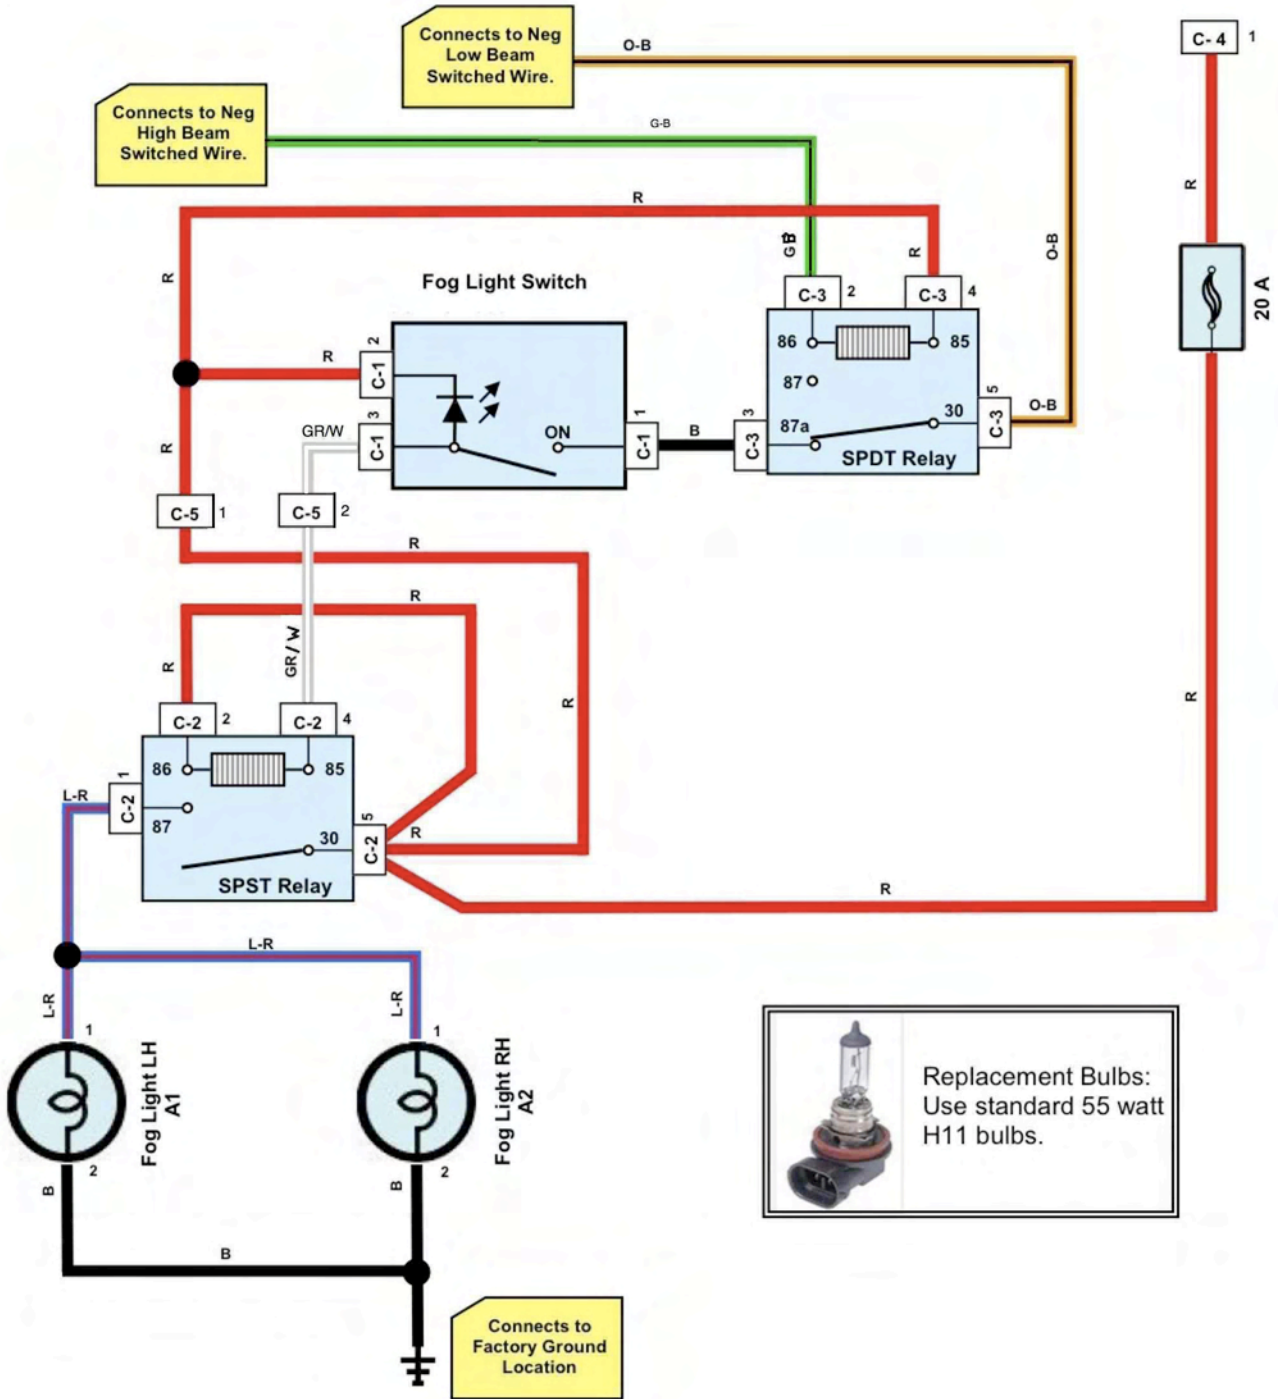 Connects to Neg
Low Beam
Switched Wire.
O-B
C- 4
1
Connects to Neg
High Beam
Switched Wire.
G-B
R
R
R
R
O-B
Fog Light Switch
C-3
2
C-3
4
20 A
86
85
87
87a
30
SPDT Relay
C-3
5
O-B
C-3
3
B
R
C-1
2
C-1
3
ON
C-1
1
GR/W
R
C-5
1
C-5
2
R
R
R
GR/W
R
R
C-2
2
C-2
4
86
85
87
30
SPST Relay
C-2
1
L-R
C-2
5
R
R
L-R
L-R
L-R
1
1
Fog Light LH
A1
Fog Light RH
A2
2
2
B
B
B
Replacement Bulbs:
Use standard 55 watt
H11 bulbs.
Connects to
Factory Ground
Location